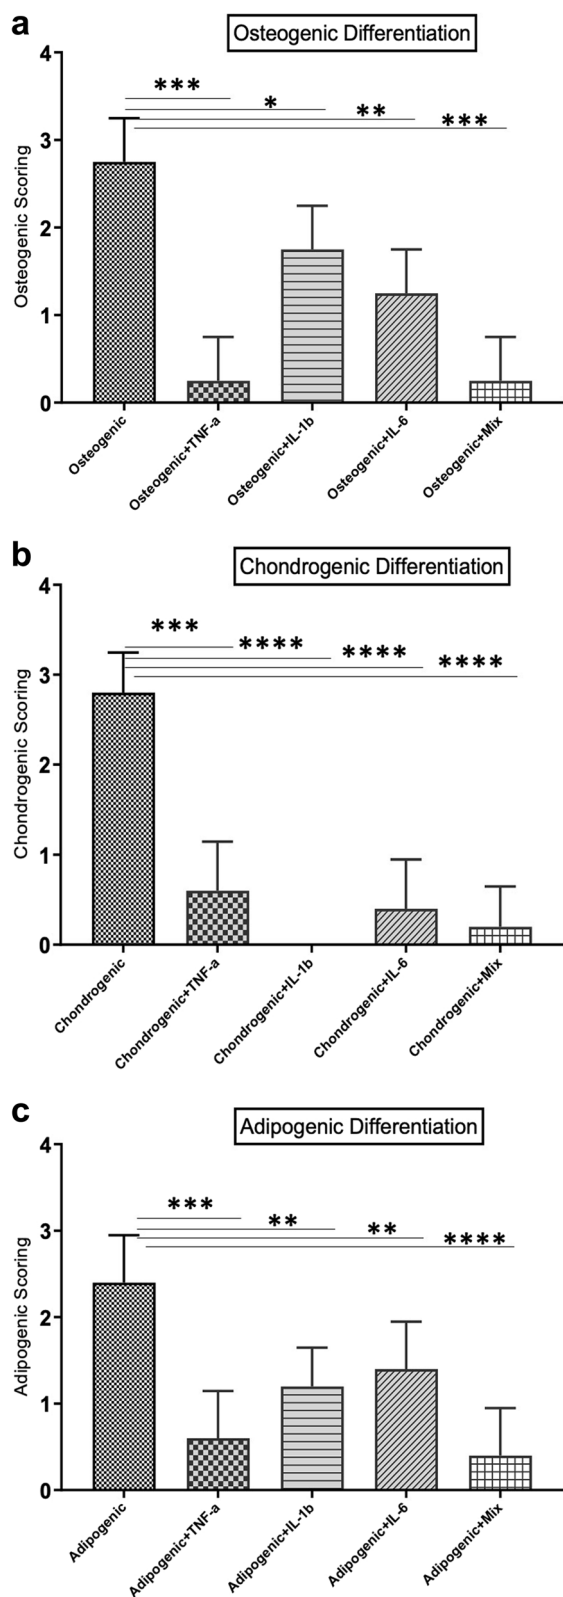 a
Osteogenic Differentiation
Osteogenic Scoring
4
3
2
1
0
***
*
**
***
Osteogenic
Osteogenic+TNF-a
Osteogenic+IL-1b
Osteogenic+IL-6
Osteogenic+Mix
b
Chondrogenic Differentiation
Chondrogenic Scoring
4
3
2
1
0
***
****
****
****
Chondrogenic
Chondrogenic+TNF-a
Chondrogenic+IL-1b
Chondrogenic+IL-6
Chondrogenic+Mix
c
Adipogenic Differentiation
Adipogenic Scoring
4
3
2
1
0
***
**
**
****
Adipogenic
Adipogenic+TNF-a
Adipogenic+IL-1b
Adipogenic+IL-6
Adipogenic+Mix